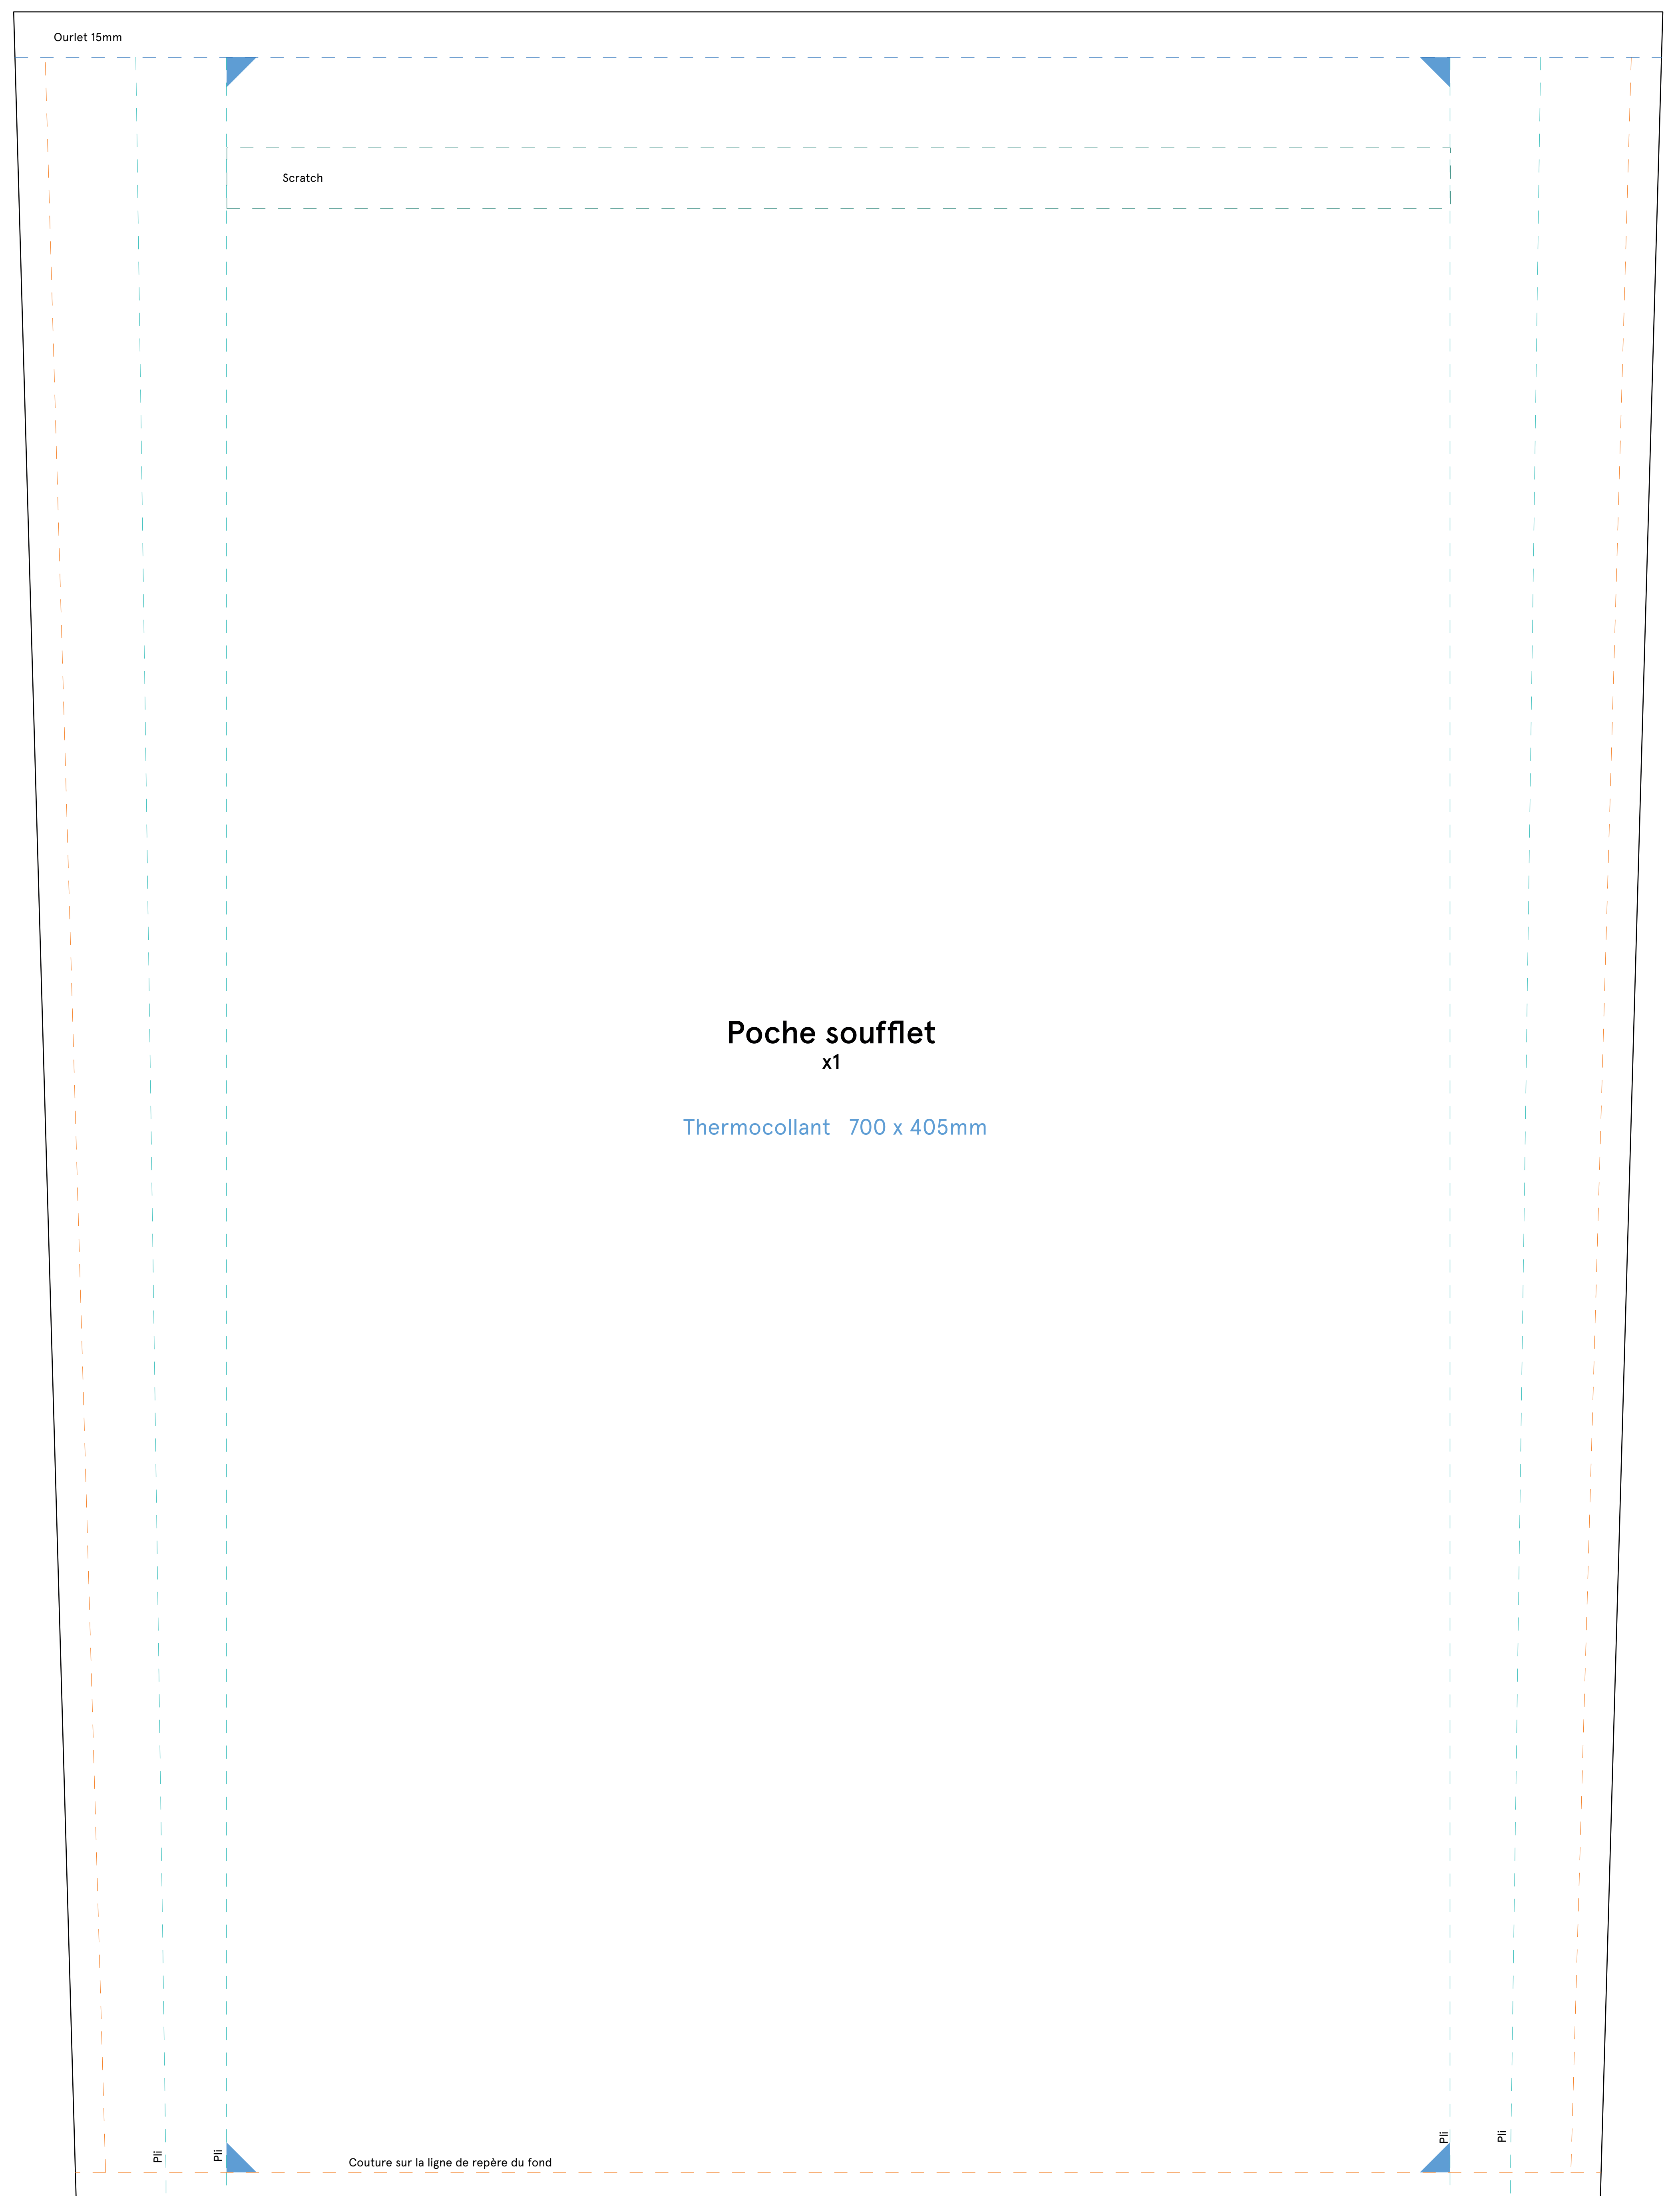 Ourlet 15mm
Scratch
Poche soufflet
x1
Thermocollant 700 x 405mm
Pli
Pli
Couture sur la ligne de repère du fond
Pli
Pli